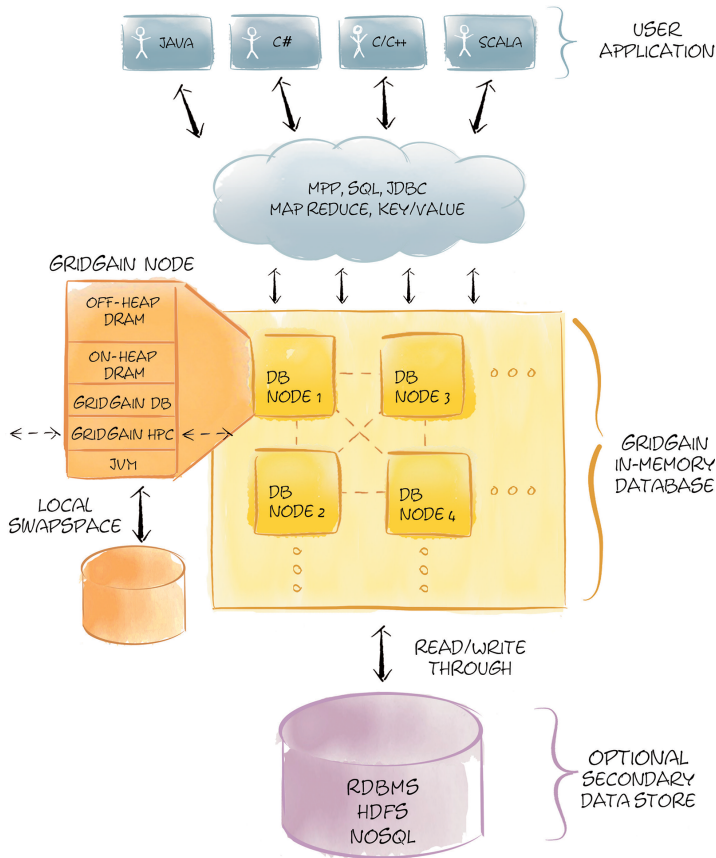 JAVA
C#
C/C++
SCALA
USER
APPLICATION
MPP, SQL, JDBC
MAP REDUCE, KEY/VALUE
GRIDGAIN NODE
OFF-HEAP
DRAM
ON-HEAP
DRAM
GRIDGAIN DB
GRIDGAIN HPC
JVM
LOCAL
SWAPSPACE
DB
NODE 1
DB
NODE 3
DB
NODE 2
DB
NODE 4
GRIDGAIN
IN-MEMORY
DATABASE
READ/WRITE
THROUGH
RDBMS
HDFS
NOSQL
OPTIONAL
SECONDARY
DATA STORE